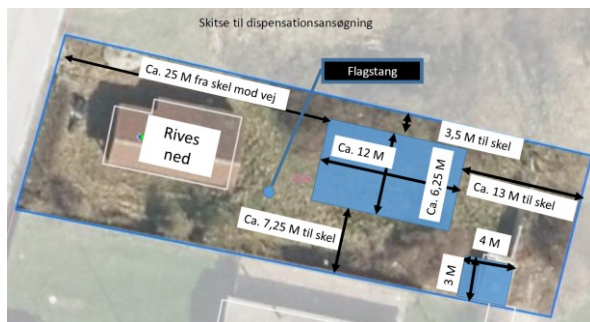 Skitse til dispensationsansøgning
Flagstang
Ca. 25 M fra skel mod vej
Rives
ned
3,5 M til skel
Ca. 12 M
Ca. 6,25 M
Ca. 13 M til skel
Ca. 7,25 M til skel
4 M
3 M